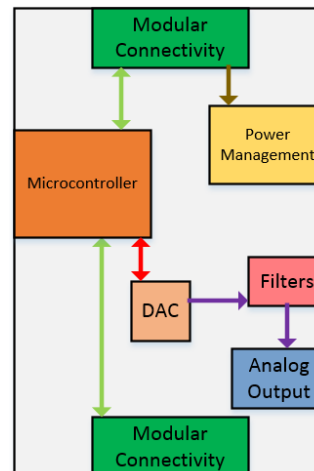 Modular
Connectivity
Power
Management
Microcontroller
DAC
Filters
Analog
Output
Modular
Connectivity